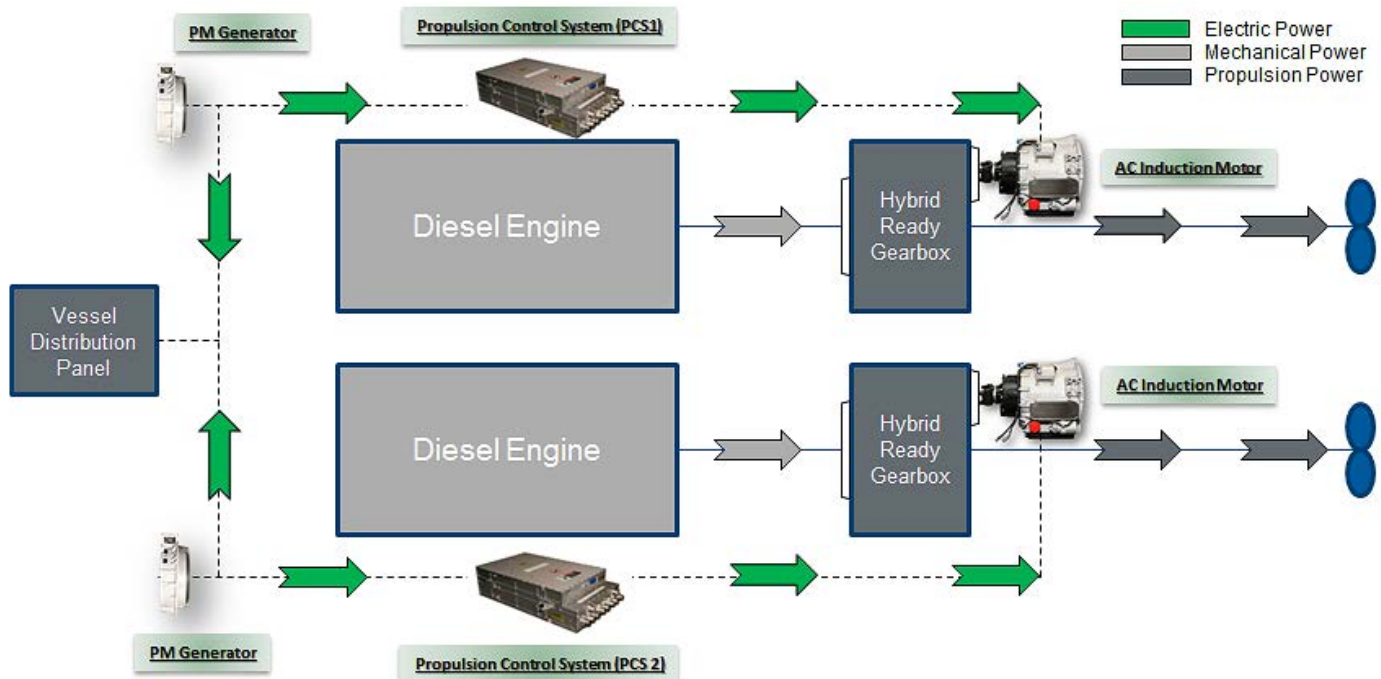 PM Generator
Propulsion Control System (PCS1)
Electric Power
Mechanical Power
Propulsion Power
Diesel Engine
Hybrid
Ready
Gearbox
AC Induction Motor
Vessel
Distribution
Panel
Diesel Engine
Hybrid
Ready
Gearbox
AC Induction Motor
PM Generator
Propulsion Control System (PCS 2)